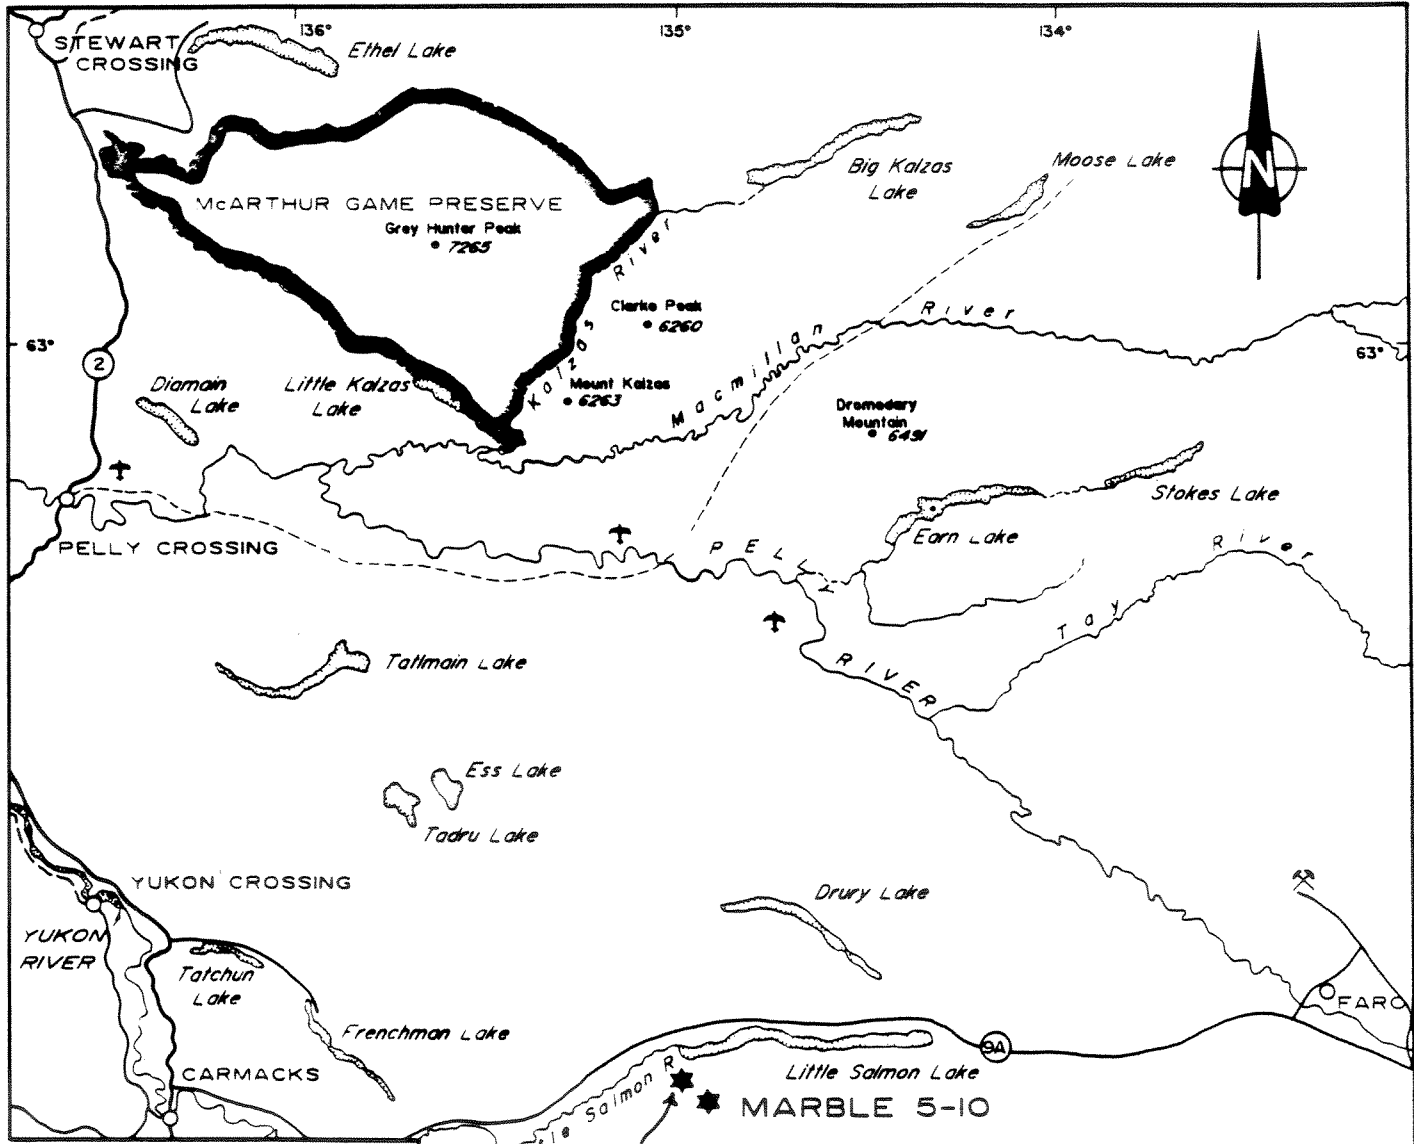 136°
135°
134°
STEWART
CROSSING
Ethel Lake
Big Kalzas
Lake
Moose Lake
N
McARTHUR GAME PRESERVE
Grey Hunter Peak
7265
Kalzas River
Clarke Peak
6260
Macmillan River
63°
63°
2
Diamain
Lake
Little Kalzas
Lake
Mount Kalzas
6263
Dromedary
Mountain
6491
Stokes Lake
Earn Lake
PELLY CROSSING
PELLY RIVER
Tay River
Tatlmain Lake
Ess Lake
Tadru Lake
YUKON CROSSING
Drury Lake
YUKON
RIVER
Tatchun
Lake
FARO
Frenchman Lake
9A
CARMACKS
Little Salmon Lake
le Salmon R
MARBLE 5-10